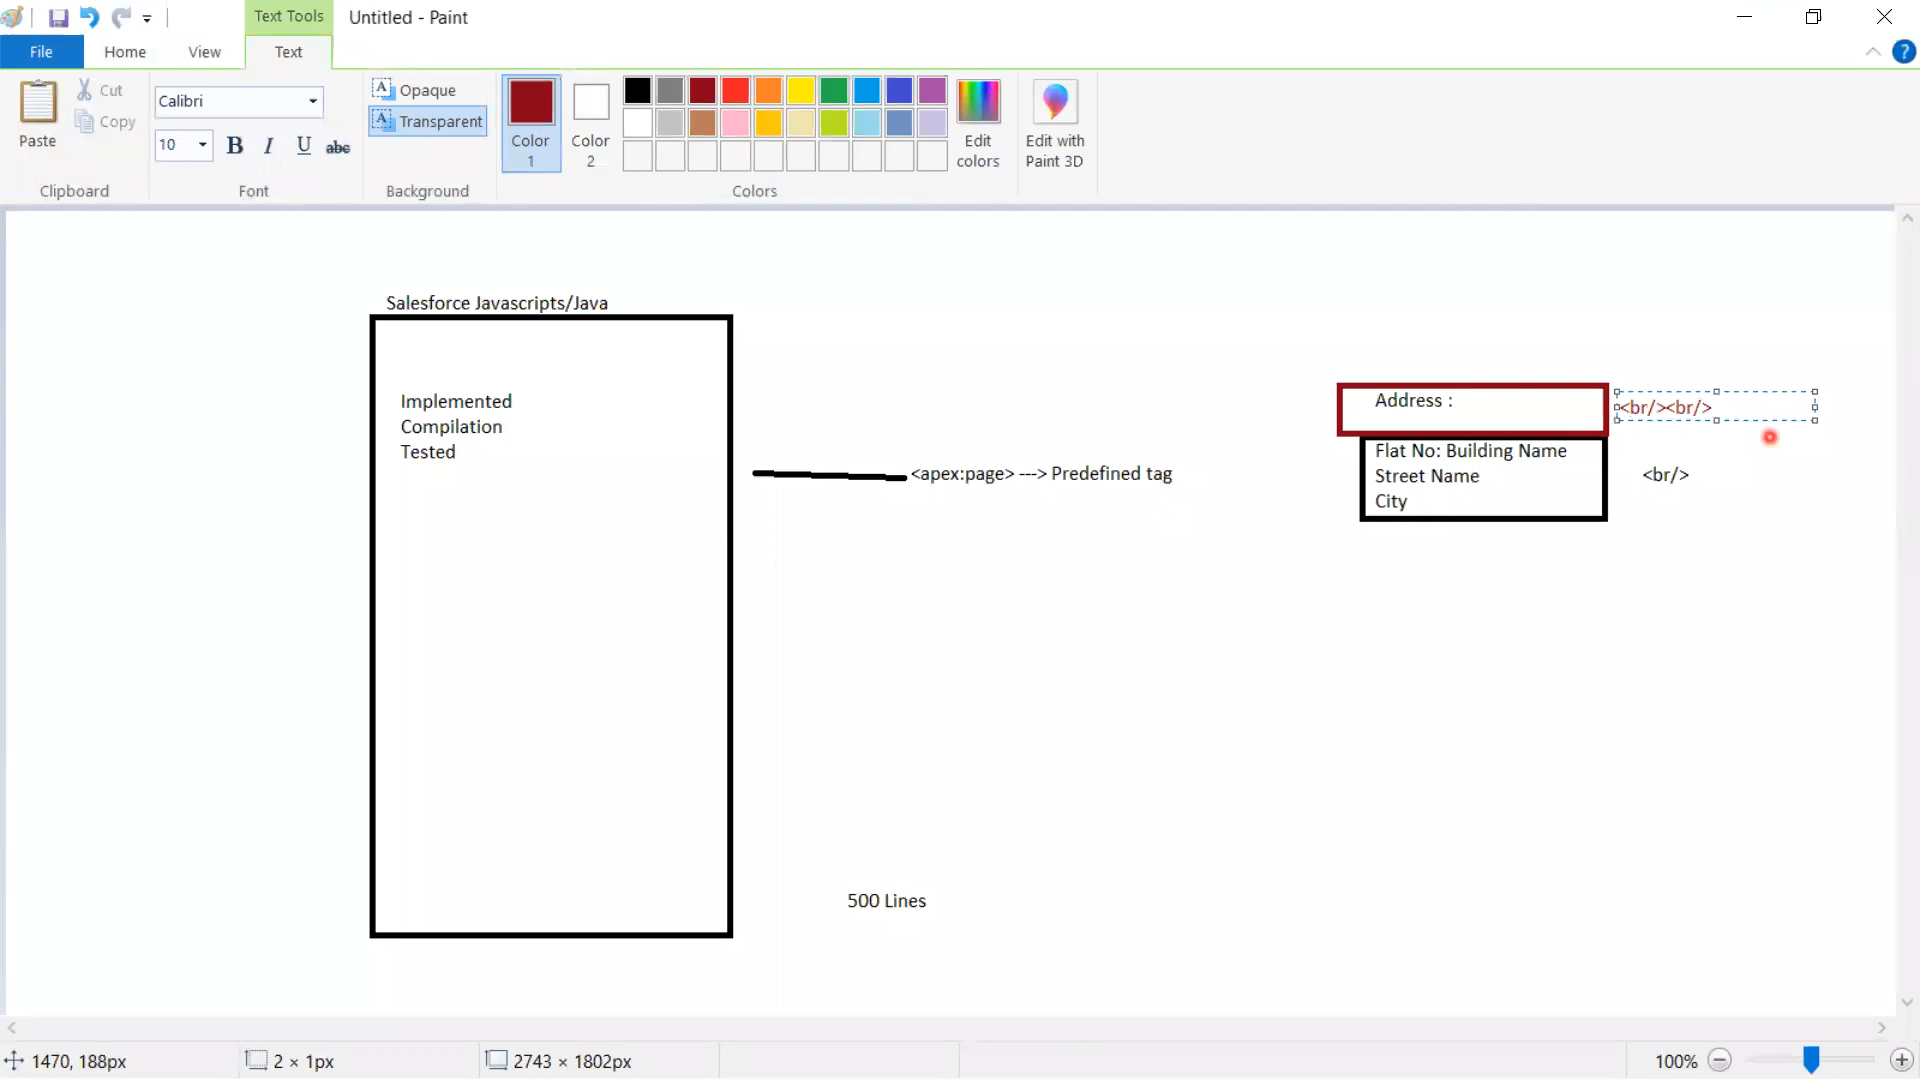 Text Tools
Untitled - Paint
File
Home
View
Text
Paste
Cut
Copy
Clipboard
Calibri
10
B I U abc
Font
Opaque
Transparent
Background
Color 1
Color 2
Edit colors
Colors
Edit with Paint 3D
?
Salesforce Javascripts/Java
Implemented
Compilation
Tested
<apex:page> ---> Predefined tag
500 Lines
Address :
<br/><br/>
Flat No: Building Name
Street Name
City
<br/>
1470, 188px
2 × 1px
2743 × 1802px
100%